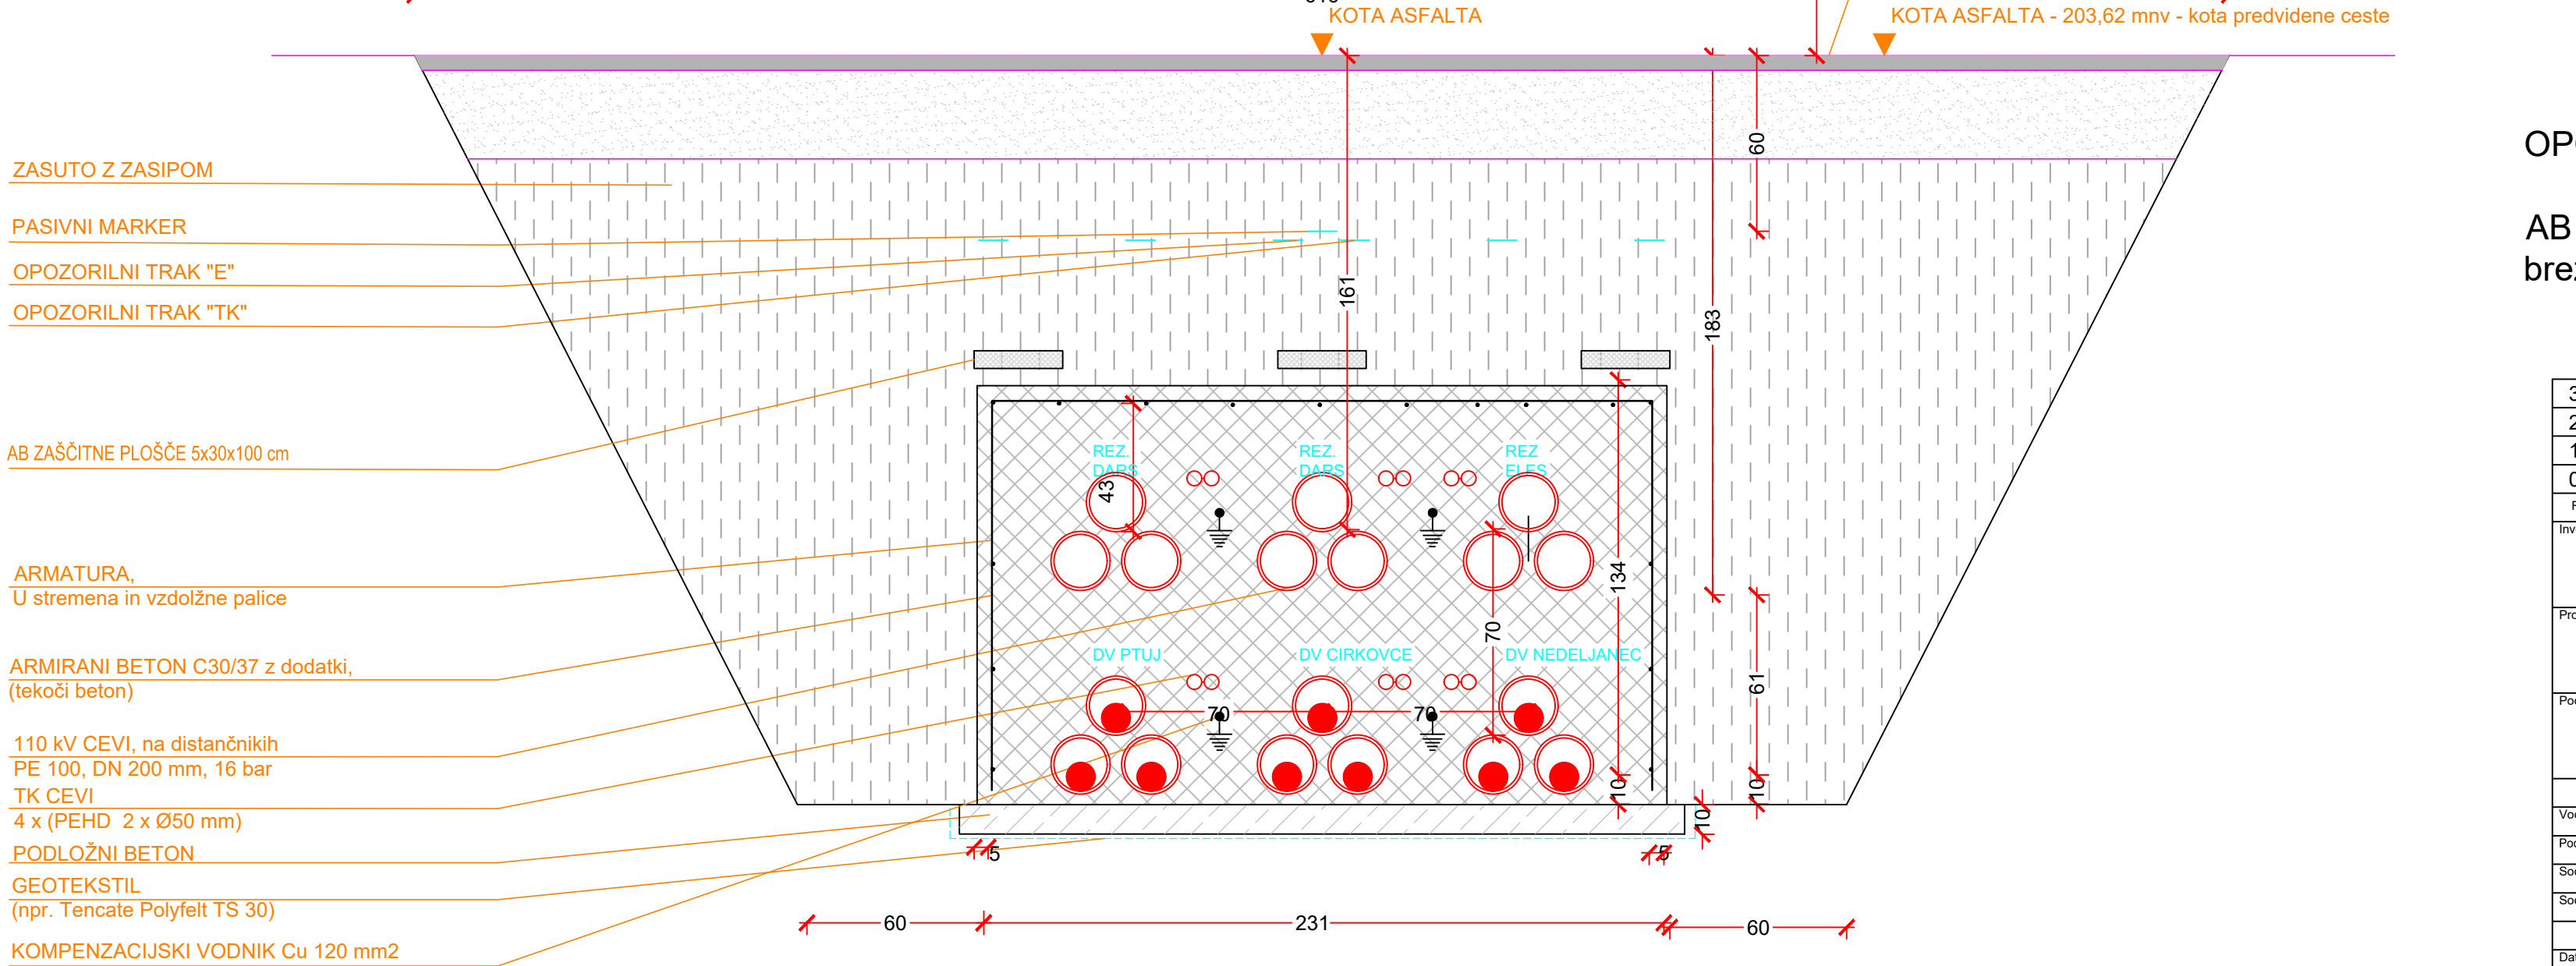 KOTA ASFALTA
KOTA ASFALTA - 203,62 mnv - kota predvidene ceste
ZASUTO Z ZASIPOM
PASIVNI MARKER
OPOZORILNI TRAK "E"
OPOZORILNI TRAK "TK"
AB ZAŠČITNE PLOŠČE 5x30x100 cm
ARMATURA,
U stremena in vzdolžne palice
ARMIRANI BETON C30/37 z dodatki,
(tekoči beton)
110 kV CEVI, na distančnikih
PE 100, DN 200 mm, 16 bar
TK CEVI
4 x (PEHD 2 x Ø50 mm)
PODLOŽNI BETON
GEOTEKSTIL
(npr. Tencate Polyfelt TS 30)
KOMPENZACIJSKI VODNIK Cu 120 mm2
60
161
183
REZ.
DARS
REZ.
DARS
REZ
ELES
43
134
70
61
DV PTUJ
DV CIRKOVCE
DV NEDELJANEC
70
70
10
10
10
5
5
60
231
60
AB
3
2
1